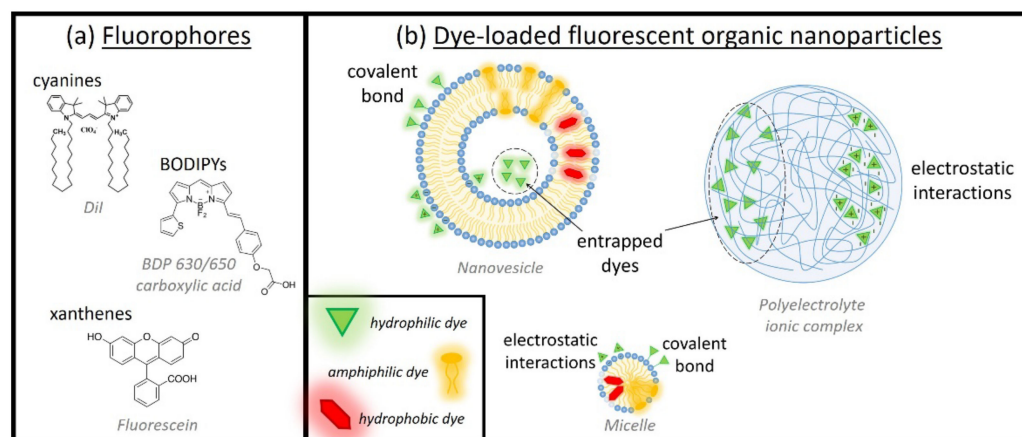 (a) Fluorophores
cyanines
N
N⁺
ClO₄⁻
CH₃
H₃C
DiI
BODIPYs
N
B⁻
N⁺
F₂
S
O
O
OH
BDP 630/650
carboxylic acid
xanthenes
HO
O
O
COOH
Fluorescein
(b) Dye-loaded fluorescent organic nanoparticles
covalent
bond
Nanovesicle
entrapped
dyes
electrostatic
interactions
Polyelectrolyte
ionic complex
hydrophilic dye
amphiphilic dye
hydrophobic dye
electrostatic
interactions
covalent
bond
Micelle